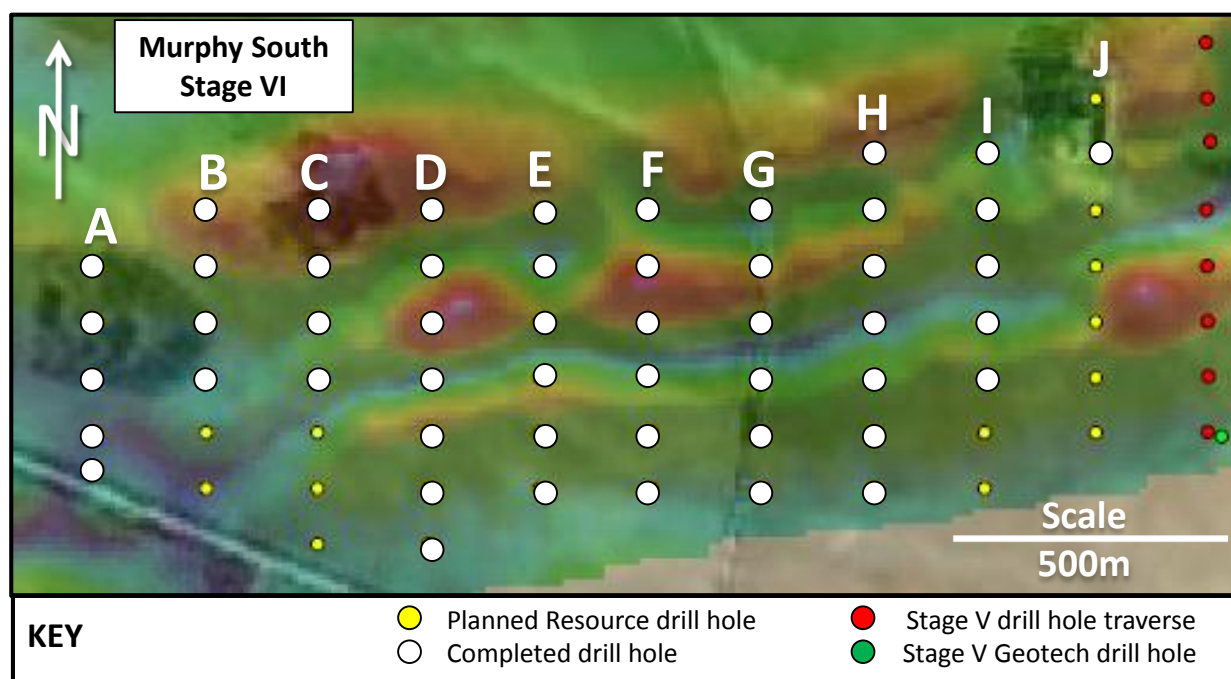 Murphy South
Stage VI
N
A
B
C
D
E
F
G
H
I
J
Scale
500m
KEY
Planned Resource drill hole
Completed drill hole
Stage V drill hole traverse
Stage V Geotech drill hole